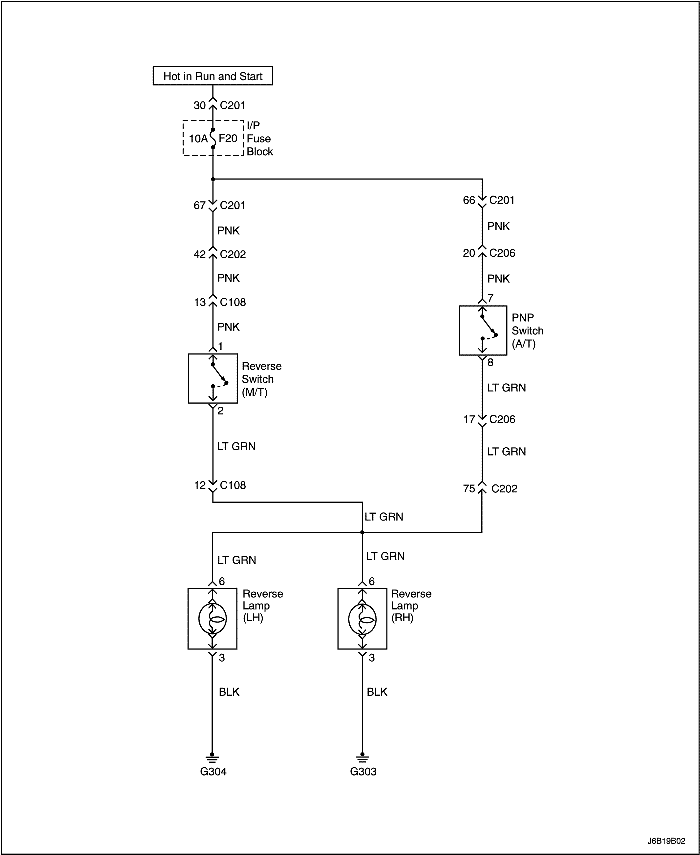 Hot in Run and Start
30 C201
10A F20
I/P
Fuse
Block
67 C201
66 C201
PNK
PNK
42 C202
20 C206
PNK
PNK
13 C108
7
PNK
PNP
Switch
(A/T)
1
8
Reverse
Switch
(M/T)
2
LT GRN
17 C206
LT GRN
LT GRN
12 C108
75 C202
LT GRN
LT GRN
LT GRN
6
6
Reverse
Lamp
(LH)
Reverse
Lamp
(RH)
3
3
BLK
BLK
G304
G303
J6B19B02